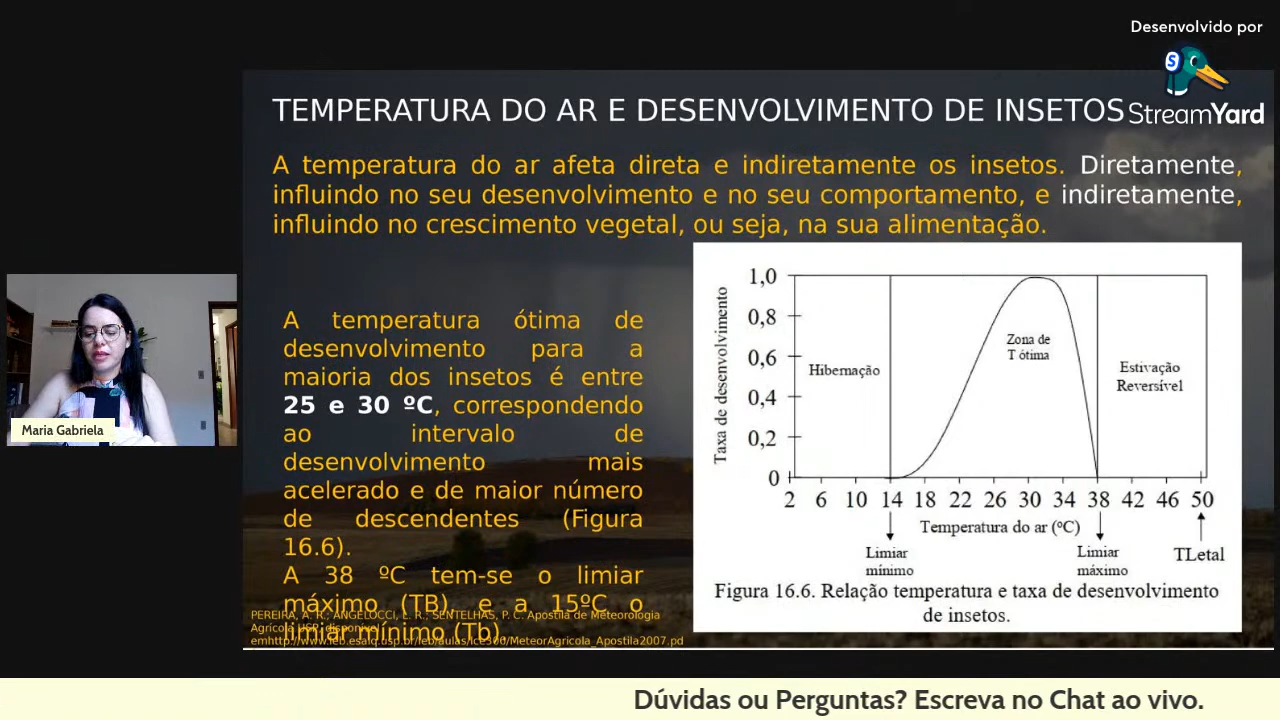 Desenvolvido por
StreamYard
TEMPERATURA DO AR E DESENVOLVIMENTO DE INSETOS
A temperatura do ar afeta direta e indiretamente os insetos. Diretamente,
influindo no seu desenvolvimento e no seu comportamento, e indiretamente,
influindo no crescimento vegetal, ou seja, na sua alimentação.
A temperatura ótima de
desenvolvimento para a
maioria dos insetos é entre
25 e 30 ºC, correspondendo
ao intervalo de
desenvolvimento mais
acelerado e de maior número
de descendentes (Figura
16.6).
A 38 ºC tem-se o limiar
máximo (TB) e a 15ºC o
limiar mínimo (Tb)
PEREIRA, A. R.; ANGELOCCI, L. R.; SENTELHAS, P. C. Apostila de Meteorologia
Agrícola USP, disponível
emhttp://www.leb.esalq.usp.br/leb/aulas/lce306/MeteorAgricola_Apostila2007.pd
Taxa de desenvolvimento
1,0
0,8
0,6
0,4
0,2
0
Hibernação
Zona de
T ótima
Estivação
Reversível
2 6 10 14 18 22 26 30 34 38 42 46 50
Temperatura do ar (ºC)
Limiar
mínimo
Limiar
máximo
TLetal
Figura 16.6. Relação temperatura e taxa de desenvolvimento
de insetos.
Maria Gabriela
Dúvidas ou Perguntas? Escreva no Chat ao vivo.